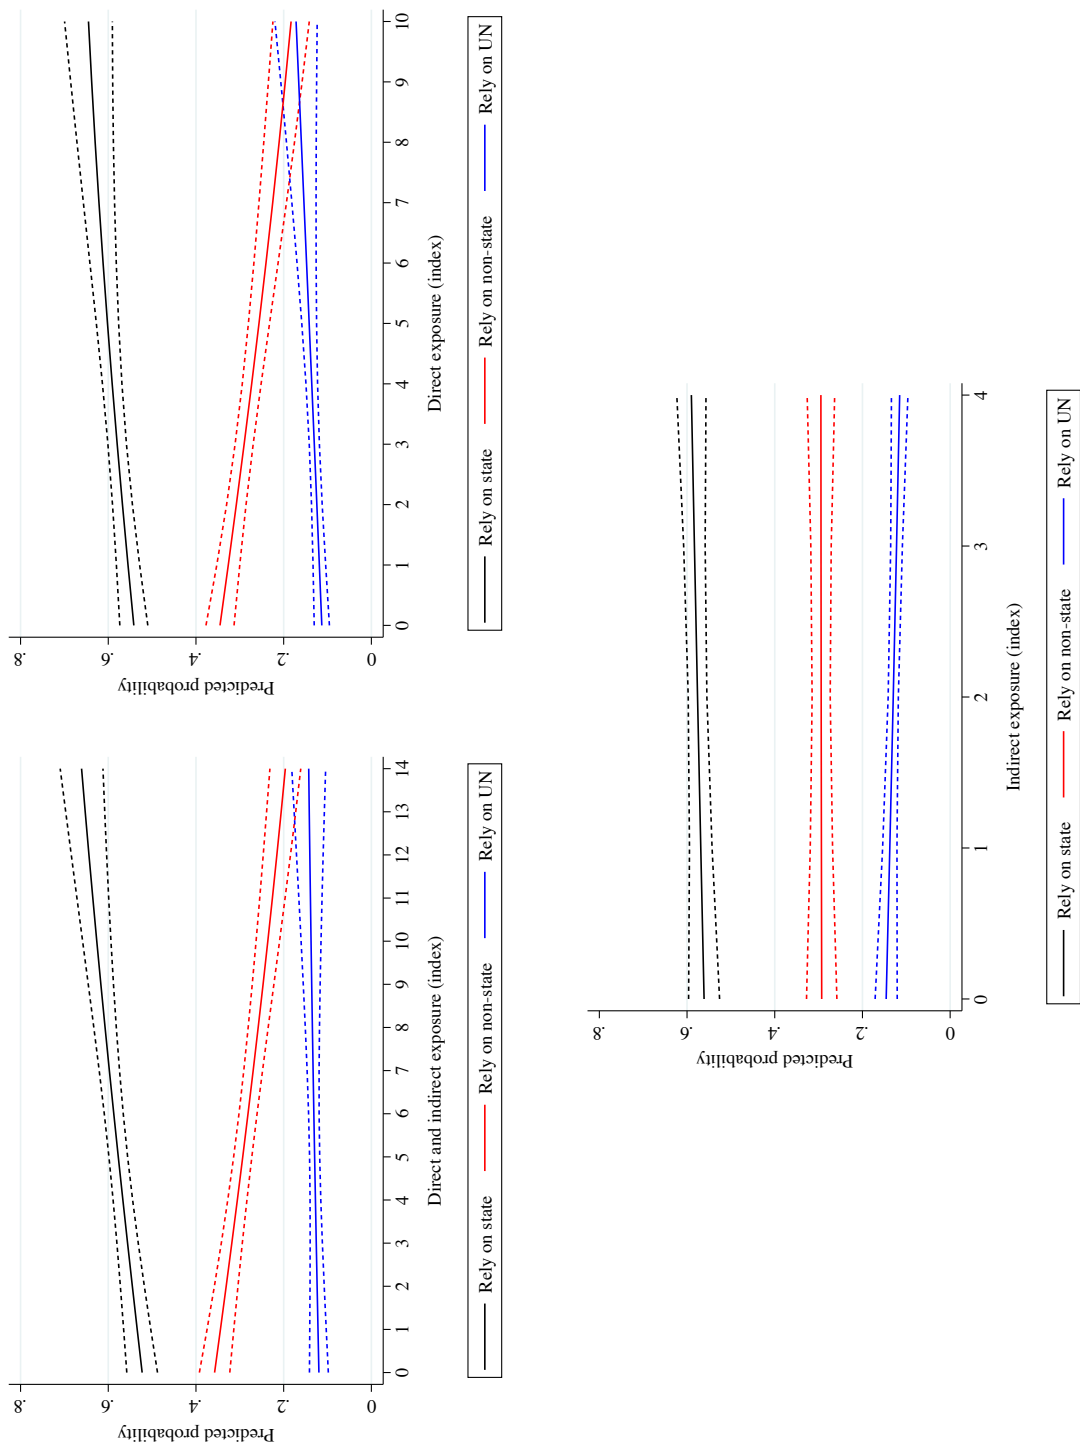 .8
.6
.4
.2
0
Predicted probability
0 1 2 3 4 5 6 7 8 9 10 11 12 13 14
Direct and indirect exposure (index)
Rely on state Rely on non-state Rely on UN
.8
.6
.4
.2
0
Predicted probability
0 1 2 3 4 5 6 7 8 9 10
Direct exposure (index)
Rely on state Rely on non-state Rely on UN
.8
.6
.4
.2
0
Predicted probability
0 1 2 3 4
Indirect exposure (index)
Rely on state Rely on non-state Rely on UN